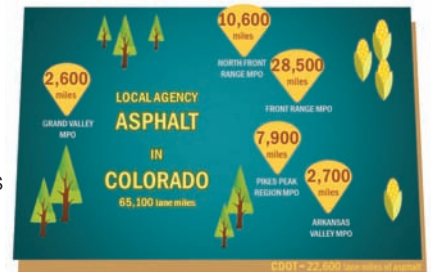 10,600
miles
NORTH FRONT
RANGE MPO
28,500
miles
FRONT RANGE MPO
2,600
miles
GRAND VALLEY
MPO
LOCAL AGENCY
ASPHALT
IN
COLORADO
65,100 lane miles
7,900
miles
PIKES PEAK
REGION MPO
2,700
miles
ARKANSAS
VALLEY MPO
s
CDOT = 22,600 lane miles of asphalt